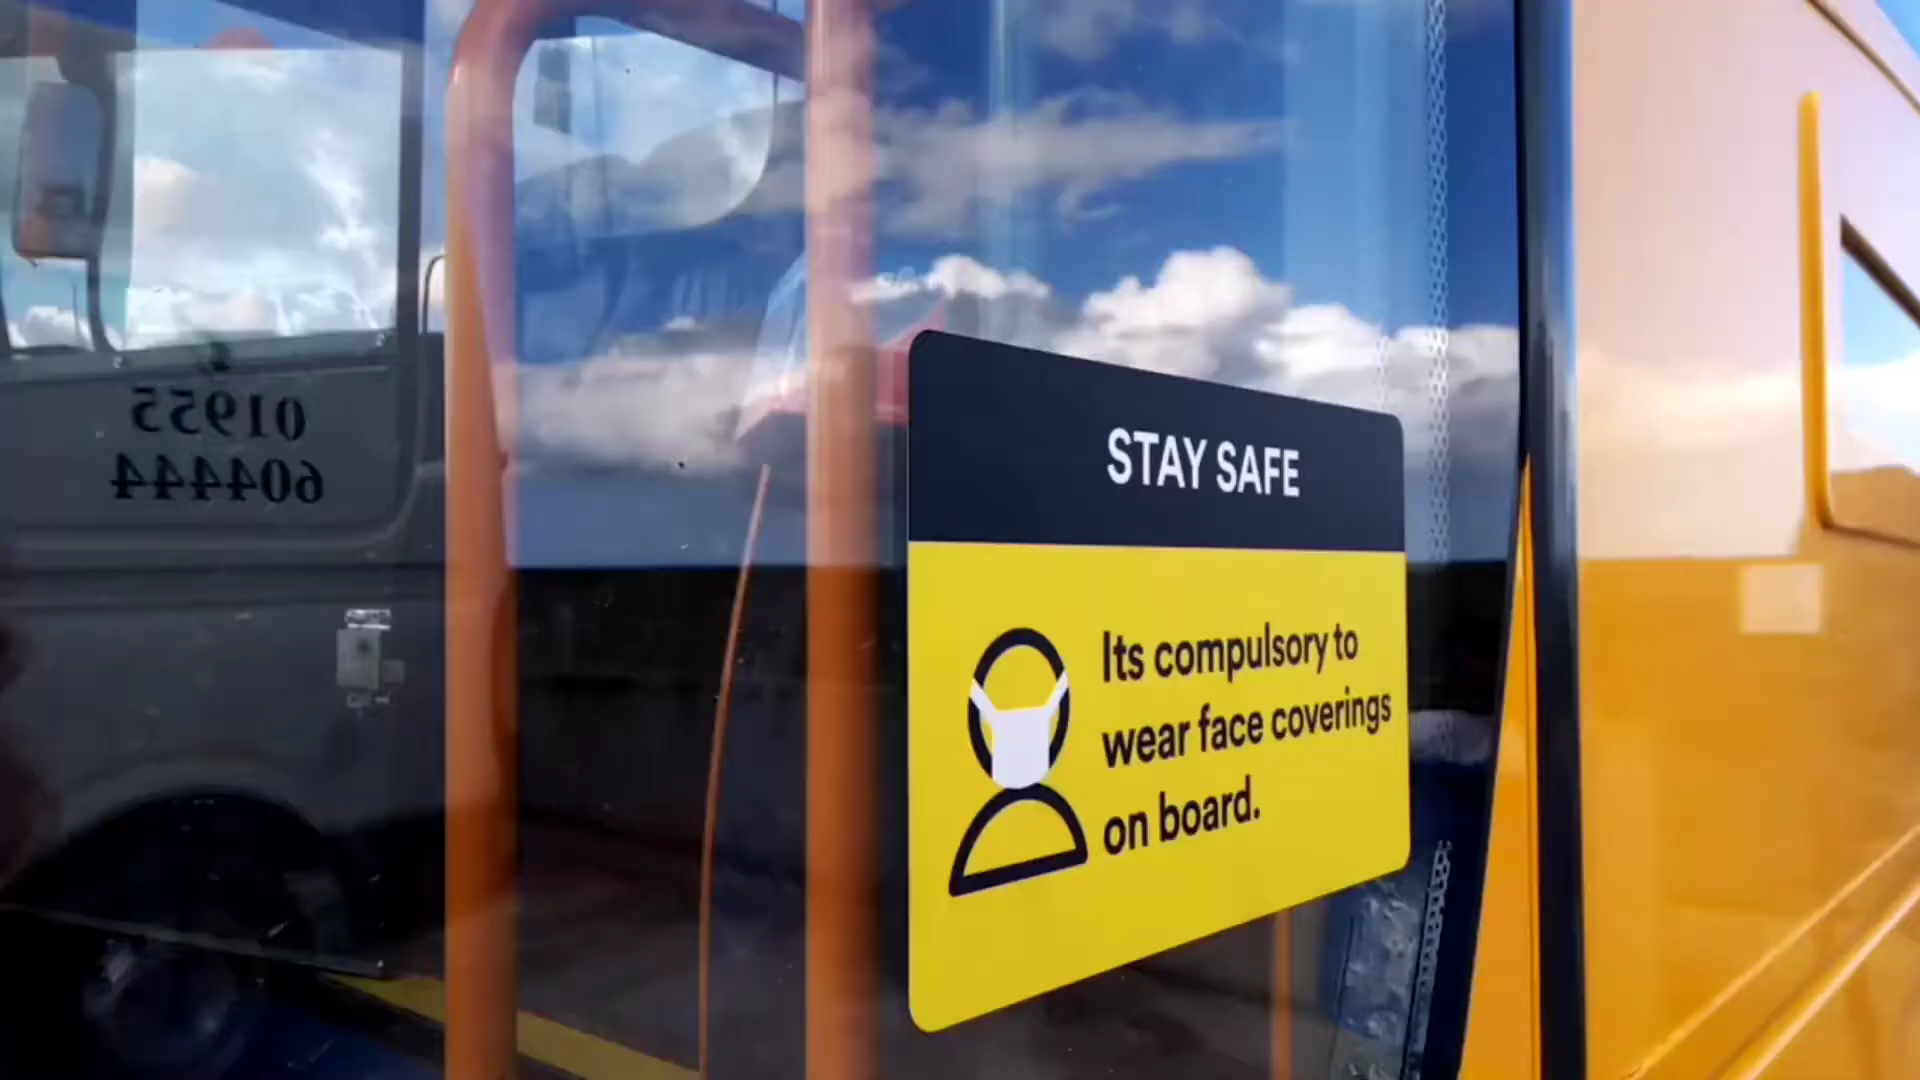 01955
604444
STAY SAFE
Its compulsory to
wear face coverings
on board.